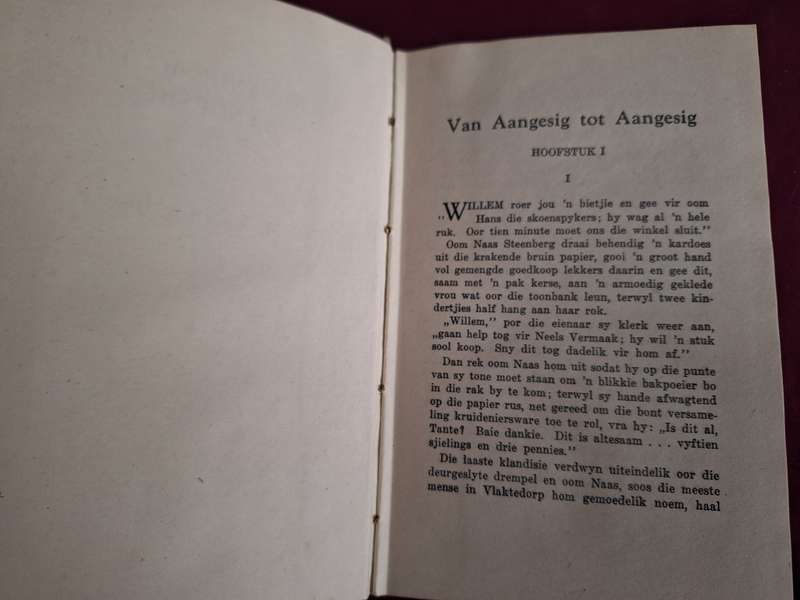 Van Aangesig tot Aangesig
HOOFSTUK I
I
„WILLEM roer jou 'n bietjie en gee vir oom
Hans die skoenspykers; hy wag al 'n hele
ruk. Oor tien minute moet ons die winkel sluit.”
Oom Naas Steenberg draai behendig 'n kardoes
uit die krakende bruin papier, gooi 'n groot hand
vol gemengde goedkoop lekkers daarin en gee dit,
saam met 'n pak kerse, aan 'n armoedig geklede
vrou wat oor die toonbank leun, terwyl twee kin-
dertjies half hang aan haar rok.
„Willem,” por die eienaar sy klerk weer aan,
„gaan help tog vir Neels Vermaak; hy wil 'n stuk
sool koop. Sny dit tog dadelik vir hom af.”
Dan rek oom Naas hom uit sodat hy op die punte
van sy tone moet staan om 'n blikkie bakpoeier bo
in die rak by te kom; terwyl sy hande afwagtend
op die papier rus, net gereed om die bont versame-
ling kruideniersware toe te rol, vra hy: „Is dit al,
Tante? Baie dankie. Dit is altesaam . . . vyftien
sjielings en drie pennies.”
Die laaste klandisie verdwyn uiteindelik oor die
deurgeslyte drempel en oom Naas, soos die meeste
mense in Vlaktedorp hom gemoedelik noem, haal